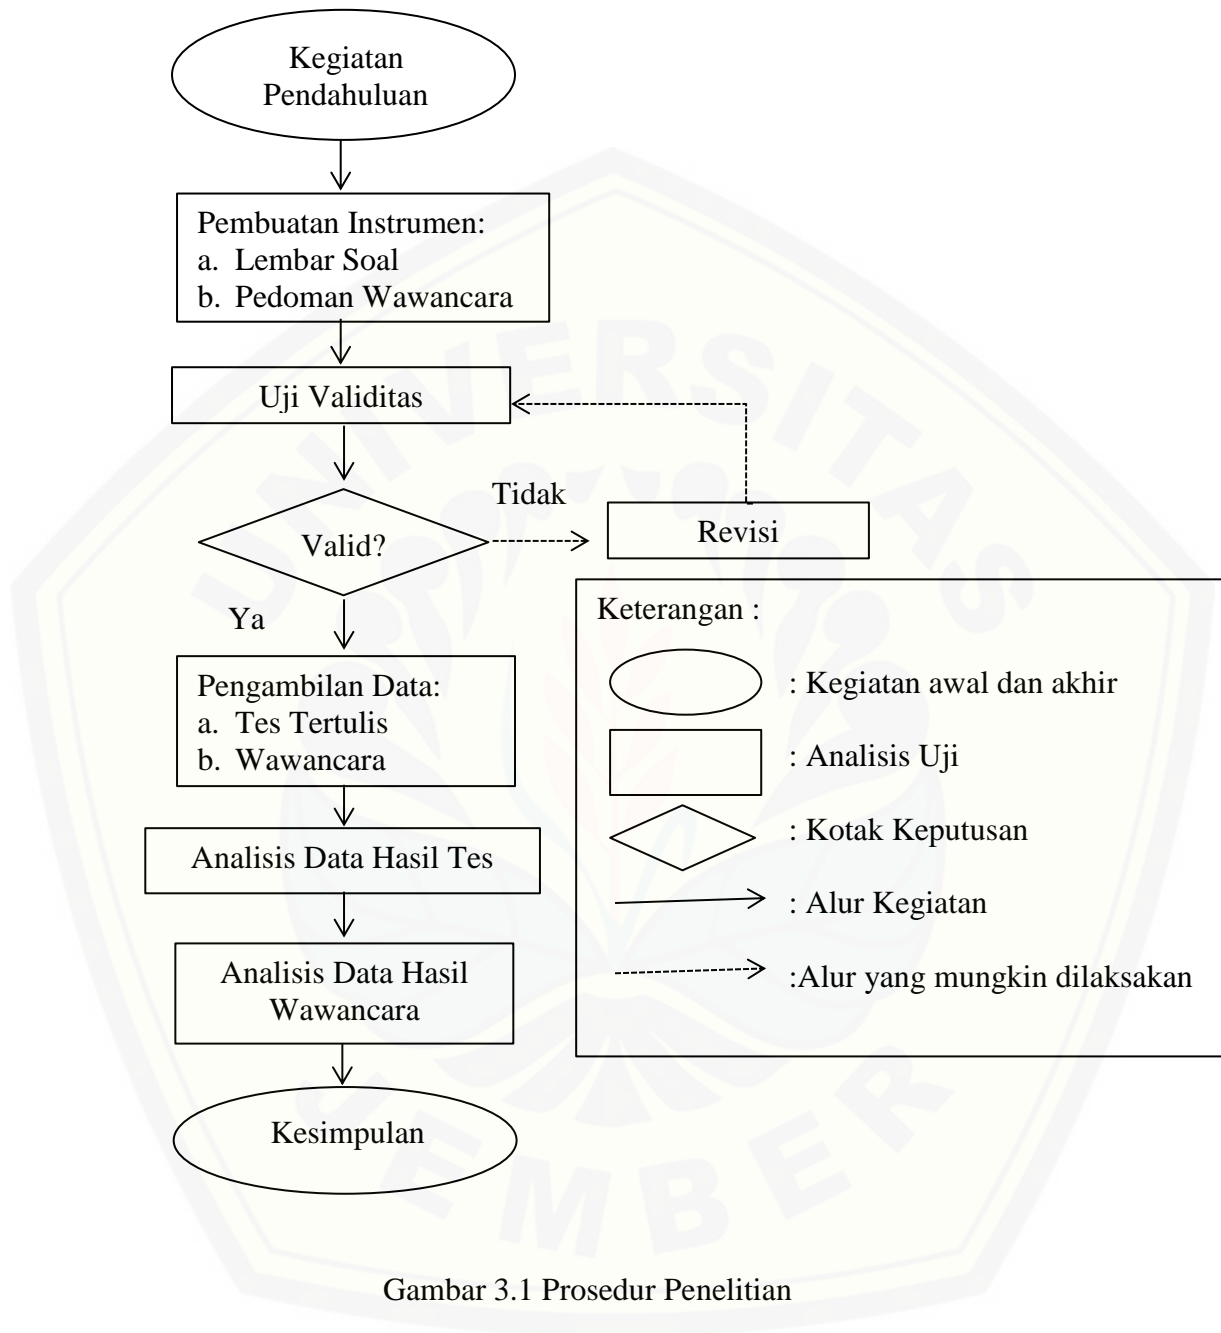 Kegiatan
Pendahuluan
Pembuatan Instrumen:
a. Lembar Soal
b. Pedoman Wawancara
Uji Validitas
Tidak
Valid?
Revisi
Ya
Pengambilan Data:
a. Tes Tertulis
b. Wawancara
Analisis Data Hasil Tes
Analisis Data Hasil
Wawancara
Kesimpulan
Keterangan :
: Kegiatan awal dan akhir
: Analisis Uji
: Kotak Keputusan
: Alur Kegiatan
:Alur yang mungkin dilaksakan
Gambar 3.1 Prosedur Penelitian
UNIVERSITAS
JEMBER